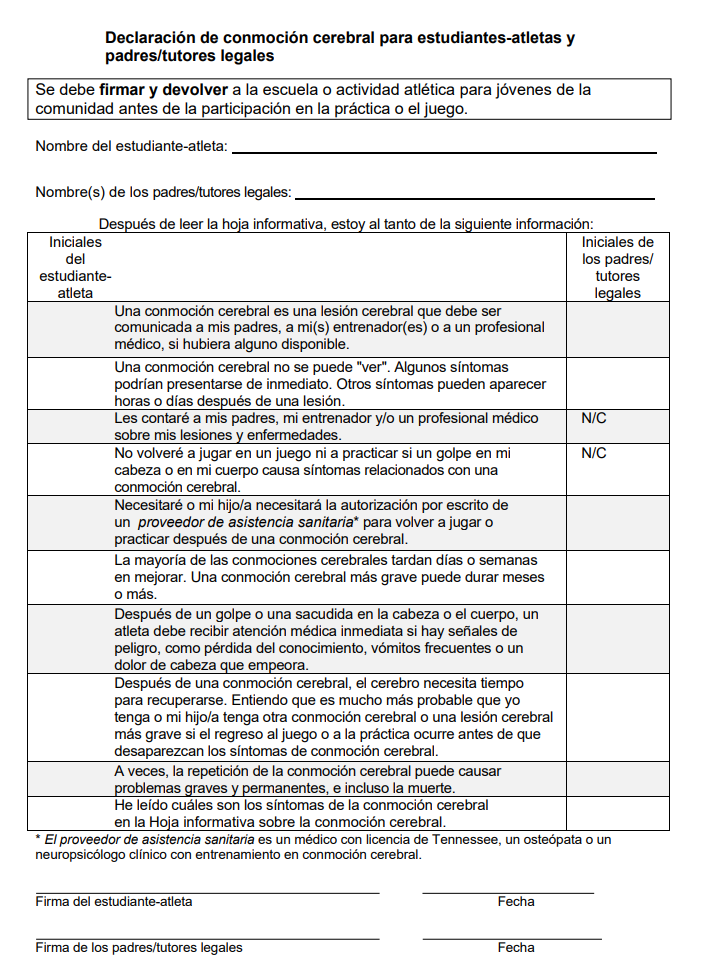 Declaración de conmoción cerebral para estudiantes-atletas y
padres/tutores legales
Se debe firmar y devolver a la escuela o actividad atlética para jóvenes de la
comunidad antes de la participación en la práctica o el juego.
Nombre del estudiante-atleta:
Nombre(s) de los padres/tutores legales:
Después de leer la hoja informativa, estoy al tanto de la siguiente información:
Iniciales
del
estudiante-
atleta
Iniciales de
los padres/
tutores
legales
Una conmoción cerebral es una lesión cerebral que debe ser
comunicada a mis padres, a mi(s) entrenador(es) o a un profesional
médico, si hubiera alguno disponible.
Una conmoción cerebral no se puede "ver". Algunos síntomas
podrían presentarse de inmediato. Otros síntomas pueden aparecer
horas o días después de una lesión.
Les contaré a mis padres, mi entrenador y/o un profesional médico
sobre mis lesiones y enfermedades.
N/C
No volveré a jugar en un juego ni a practicar si un golpe en mi
cabeza o en mi cuerpo causa síntomas relacionados con una
conmoción cerebral.
N/C
Necesitaré o mi hijo/a necesitará la autorización por escrito de
un proveedor de asistencia sanitaria* para volver a jugar o
practicar después de una conmoción cerebral.
La mayoría de las conmociones cerebrales tardan días o semanas
en mejorar. Una conmoción cerebral más grave puede durar meses
o más.
Después de un golpe o una sacudida en la cabeza o el cuerpo, un
atleta debe recibir atención médica inmediata si hay señales de
peligro, como pérdida del conocimiento, vómitos frecuentes o un
dolor de cabeza que empeora.
Después de una conmoción cerebral, el cerebro necesita tiempo
para recuperarse. Entiendo que es mucho más probable que yo
tenga o mi hijo/a tenga otra conmoción cerebral o una lesión cerebral
más grave si el regreso al juego o a la práctica ocurre antes de que
desaparezcan los síntomas de conmoción cerebral.
A veces, la repetición de la conmoción cerebral puede causar
problemas graves y permanentes, e incluso la muerte.
He leído cuáles son los síntomas de la conmoción cerebral
en la Hoja informativa sobre la conmoción cerebral.
* El proveedor de asistencia sanitaria es un médico con licencia de Tennessee, un osteópata o un
neuropsicólogo clínico con entrenamiento en conmoción cerebral.
Firma del estudiante-atleta
Fecha
Firma de los padres/tutores legales
Fecha